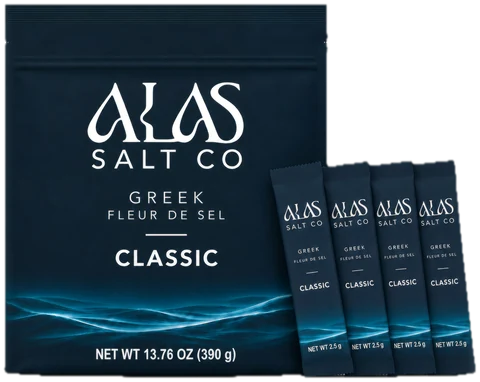 ALAS
SALT CO
GREEK
FLEUR DE SEL
CLASSIC
NET WT 13.76 OZ (390 g)
ALAS
SALT CO
GREEK
FLEUR DE SEL
CLASSIC
NET WT 2.5 g
ALAS
SALT CO
GREEK
FLEUR DE SEL
CLASSIC
NET WT 2.5 g
ALAS
SALT CO
GREEK
FLEUR DE SEL
CLASSIC
NET WT 2.5 g
ALAS
SALT CO
GREEK
FLEUR DE SEL
CLASSIC
NET WT 2.5 g